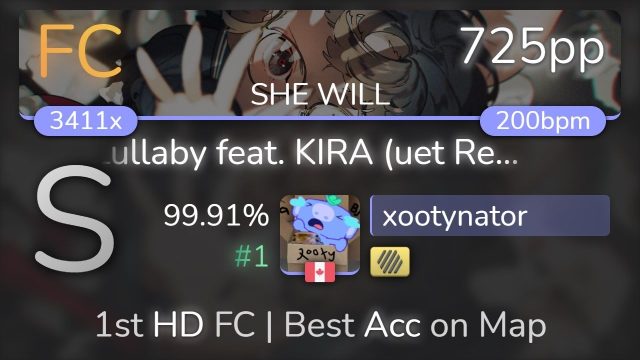 FC
725pp
SHE WILL
3411x
200bpm
ullaby feat. KIRA (uet Re...
S
99.91%
xootynator
#1
xooty
1st HD FC | Best Acc on Map